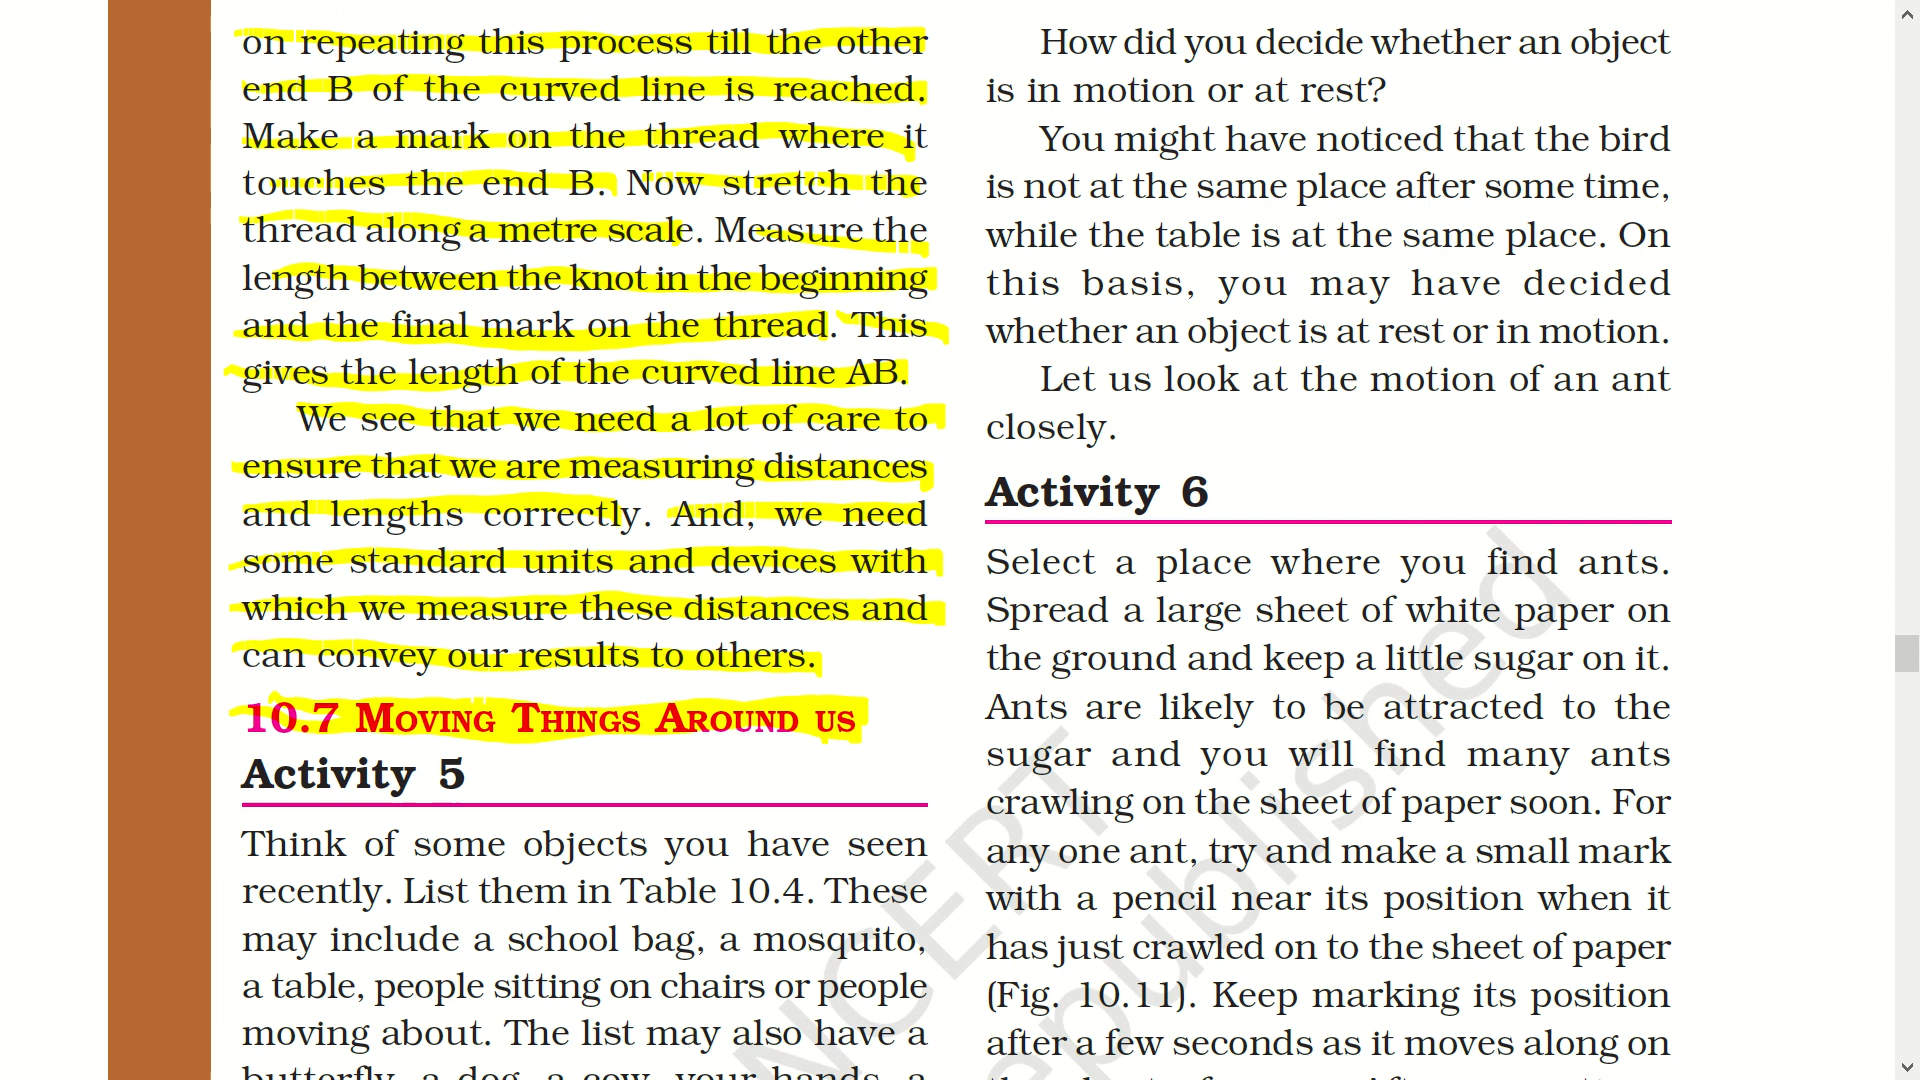 on repeating this process till the other
end B of the curved line is reached.
Make a mark on the thread where it
touches the end B. Now stretch the
thread along a metre scale. Measure the
length between the knot in the beginning
and the final mark on the thread. This
gives the length of the curved line AB.
We see that we need a lot of care to
ensure that we are measuring distances
and lengths correctly. And, we need
some standard units and devices with
which we measure these distances and
can convey our results to others.
10.7 MOVING THINGS AROUND US
Activity 5
Think of some objects you have seen
recently. List them in Table 10.4. These
may include a school bag, a mosquito,
a table, people sitting on chairs or people
moving about. The list may also have a
butterfly, a dog, a cow, your hands, a
How did you decide whether an object
is in motion or at rest?
You might have noticed that the bird
is not at the same place after some time,
while the table is at the same place. On
this basis, you may have decided
whether an object is at rest or in motion.
Let us look at the motion of an ant
closely.
Activity 6
Select a place where you find ants.
Spread a large sheet of white paper on
the ground and keep a little sugar on it.
Ants are likely to be attracted to the
sugar and you will find many ants
crawling on the sheet of paper soon. For
any one ant, try and make a small mark
with a pencil near its position when it
has just crawled on to the sheet of paper
(Fig. 10.11). Keep marking its position
after a few seconds as it moves along on
NCERT
epublished